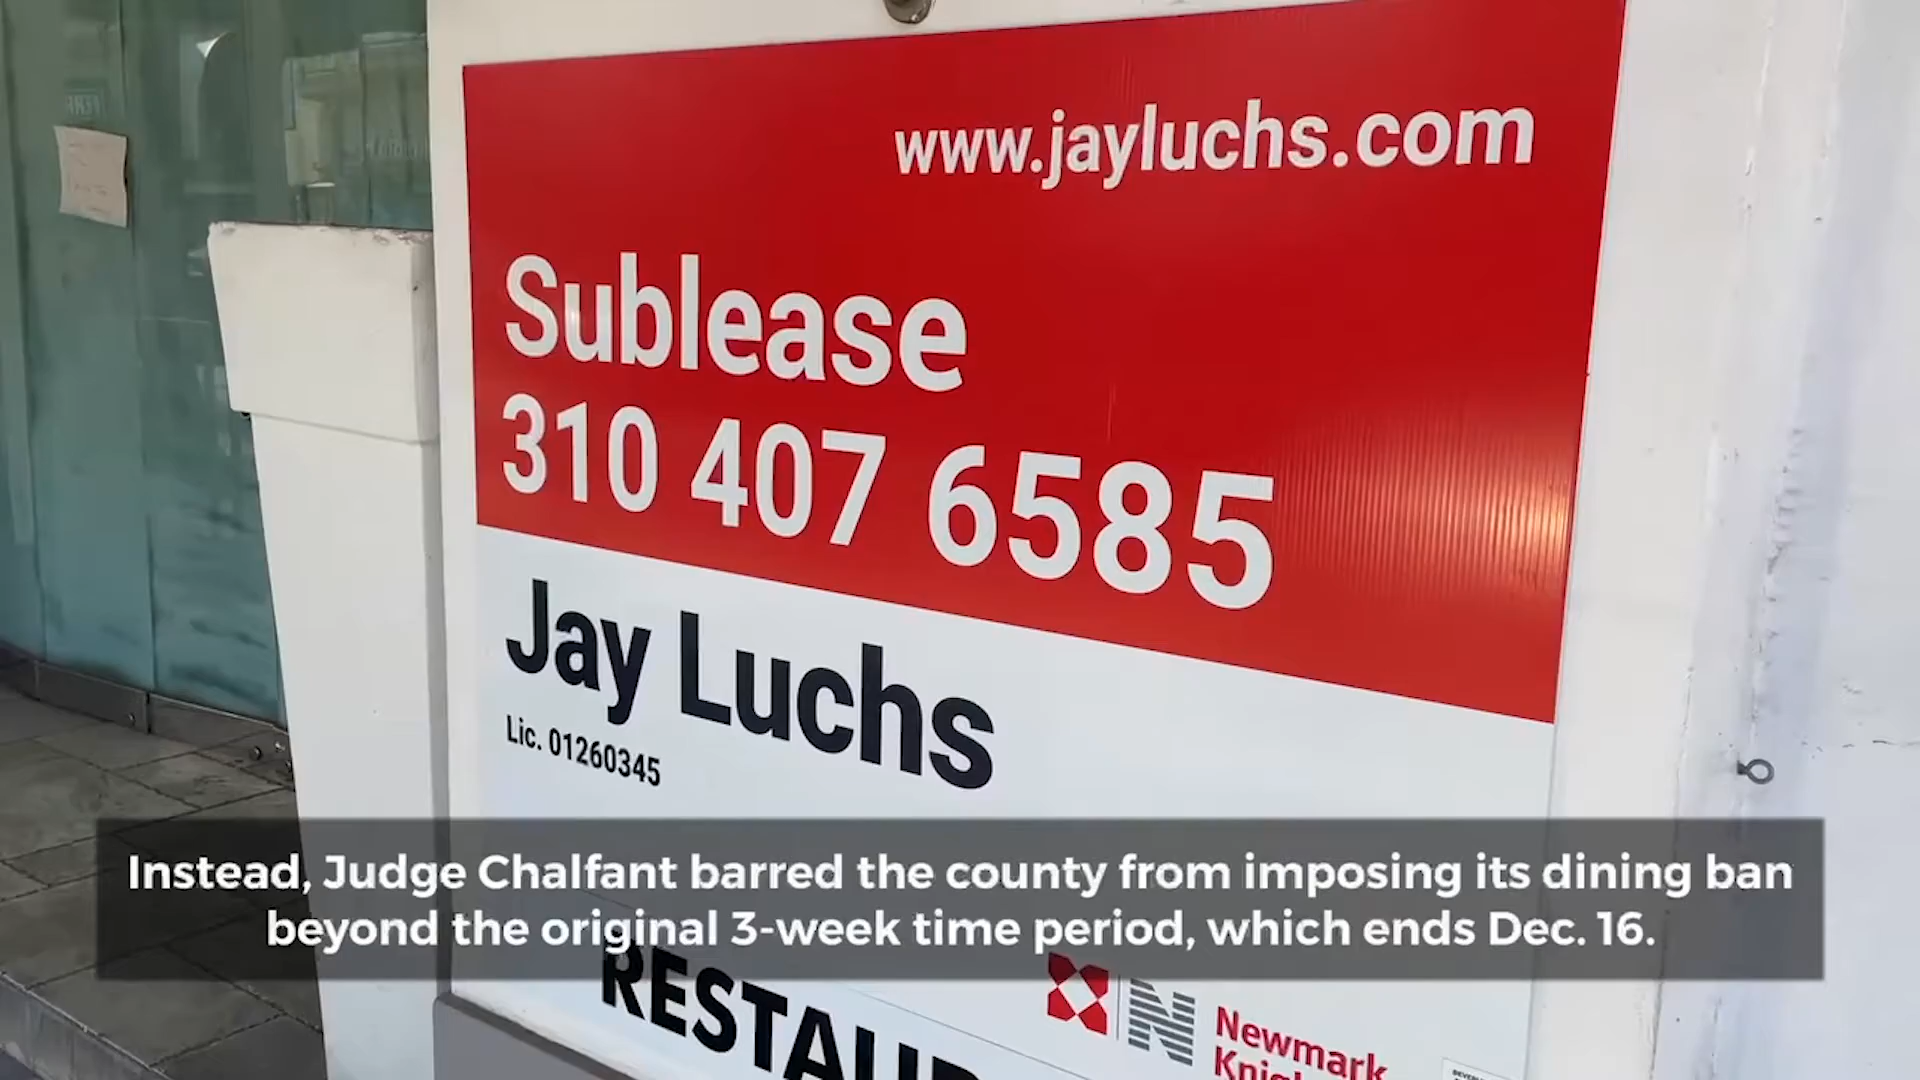 www.jayluchs.com
Sublease
310 407 6585
Jay Luchs
Lic. 01260345
Instead, Judge Chalfant barred the county from imposing its dining ban
beyond the original 3-week time period, which ends Dec. 16.
Newmark